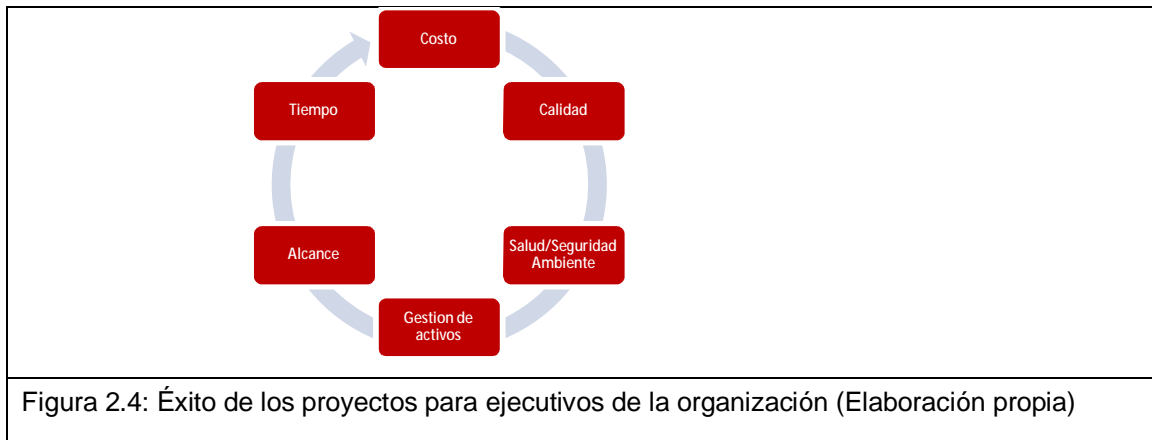 Costo
Calidad
Salud/Seguridad
Ambiente
Gestion de
activos
Alcance
Tiempo
Figura 2.4: Éxito de los proyectos para ejecutivos de la organización (Elaboración propia)